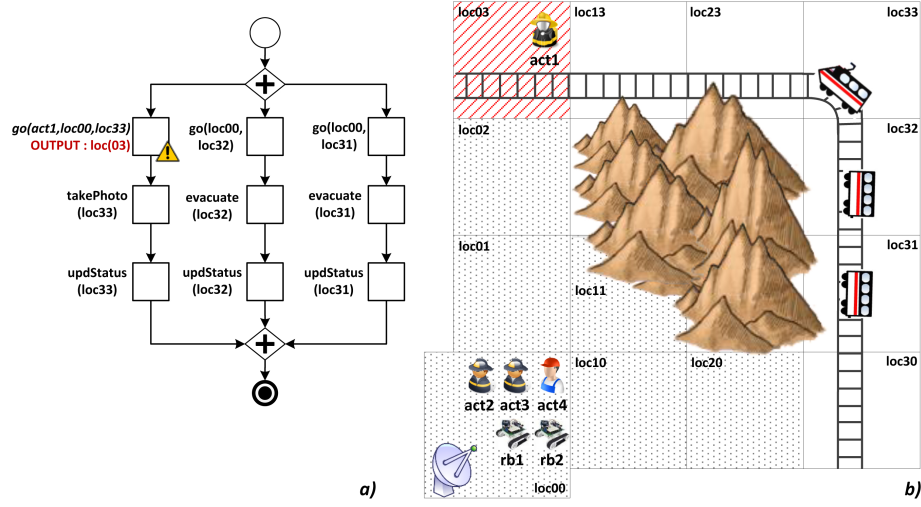 go(act1,loc00,loc33)
OUTPUT : loc(03)
go(loc00,
loc32)
go(loc00,
loc31)
takePhoto
(loc33)
evacuate
(loc32)
evacuate
(loc31)
updStatus
(loc33)
updStatus
(loc32)
updStatus
(loc31)
a)
loc03
loc13
loc23
loc33
act1
loc02
loc32
loc01
loc31
loc11
loc10
loc20
loc30
act2
act3
act4
rb1
rb2
loc00
b)